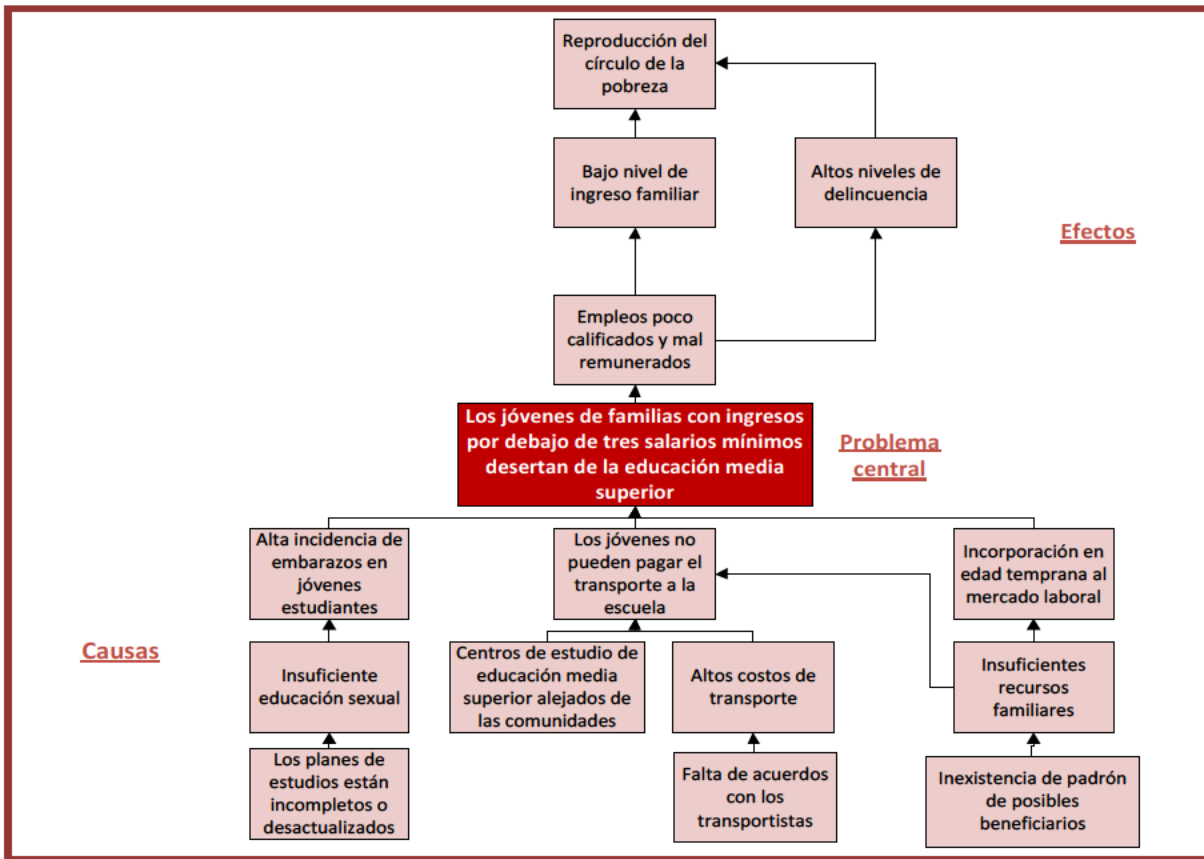 Reproducción del
círculo de la
pobreza
Bajo nivel de
ingreso familiar
Altos niveles de
delincuencia
Efectos
Empleos poco
calificados y mal
remunerados
Los jóvenes de familias con ingresos
por debajo de tres salarios mínimos
desertan de la educación media
superior
Problema
central
Alta incidencia de
embarazos en
jóvenes
estudiantes
Los jóvenes no
pueden pagar el
transporte a la
escuela
Incorporación en
edad temprana al
mercado laboral
Causas
Insuficiente
educación sexual
Centros de estudio de
educación media
superior alejados de
las comunidades
Altos costos de
transporte
Insuficientes
recursos
familiares
Los planes de
estudios están
incompletos o
desactualizados
Falta de acuerdos
con los
transportistas
Inexistencia de padrón
de posibles
beneficiarios